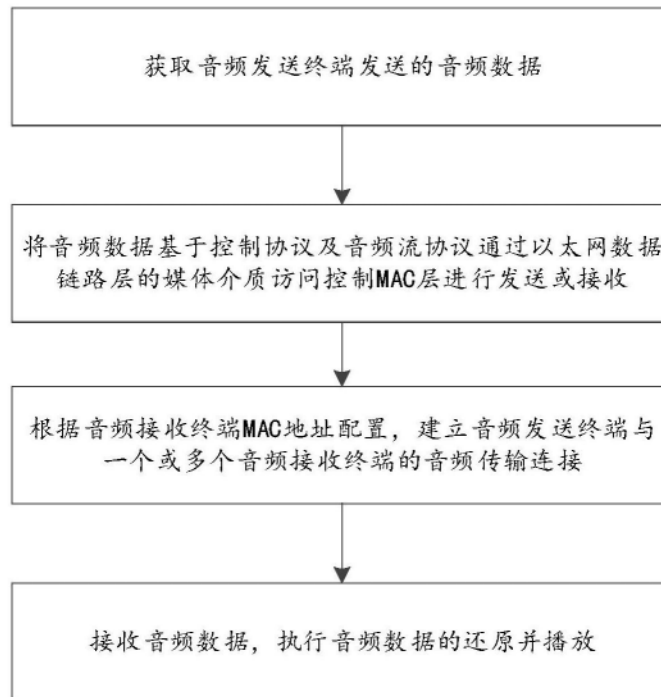 获取音频发送终端发送的音频数据
将音频数据基于控制协议及音频流协议通过以太网数据
链路层的媒体介质访问控制MAC层进行发送或接收
根据音频接收终端MAC地址配置，建立音频发送终端与
一个或多个音频接收终端的音频传输连接
接收音频数据，执行音频数据的还原并播放